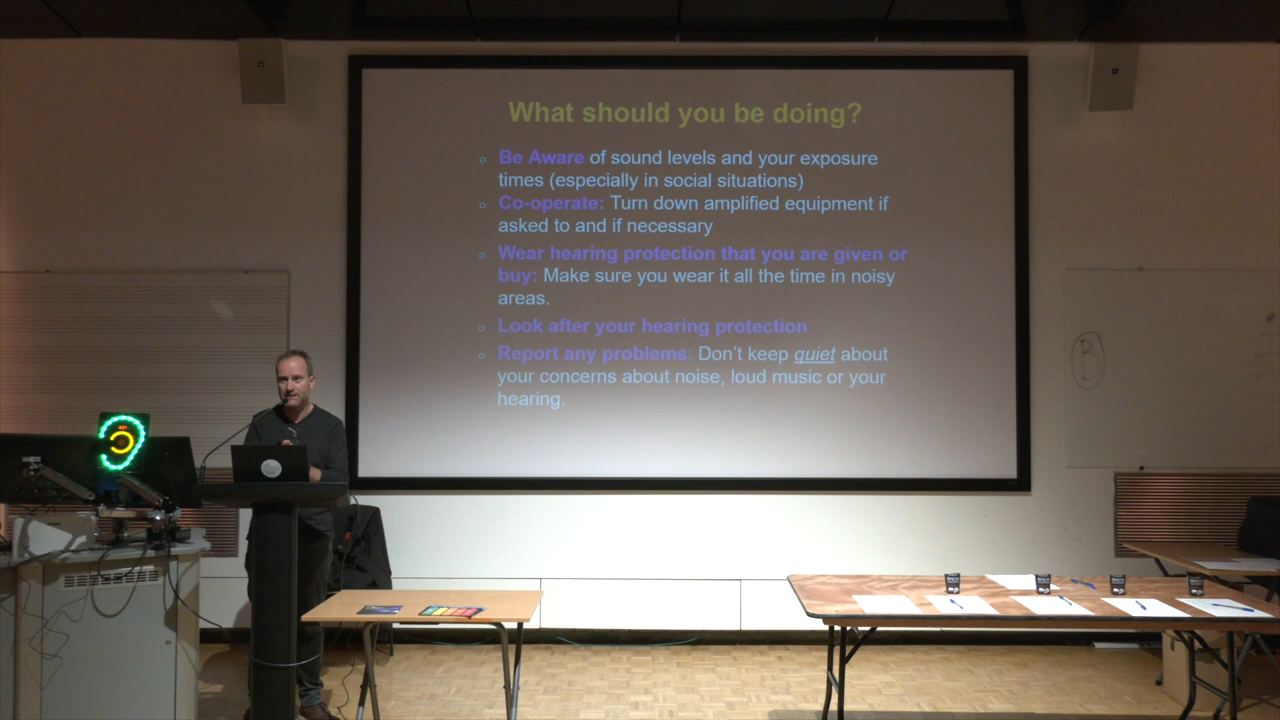 What should you be doing?
Be Aware of sound levels and your exposure
times (especially in social situations)
Co-operate: Turn down amplified equipment if
asked to and if necessary
Wear hearing protection that you are given or
buy: Make sure you wear it all the time in noisy
areas.
Look after your hearing protection
Report any problems: Don't keep quiet about
your concerns about noise, loud music or your
hearing.
B